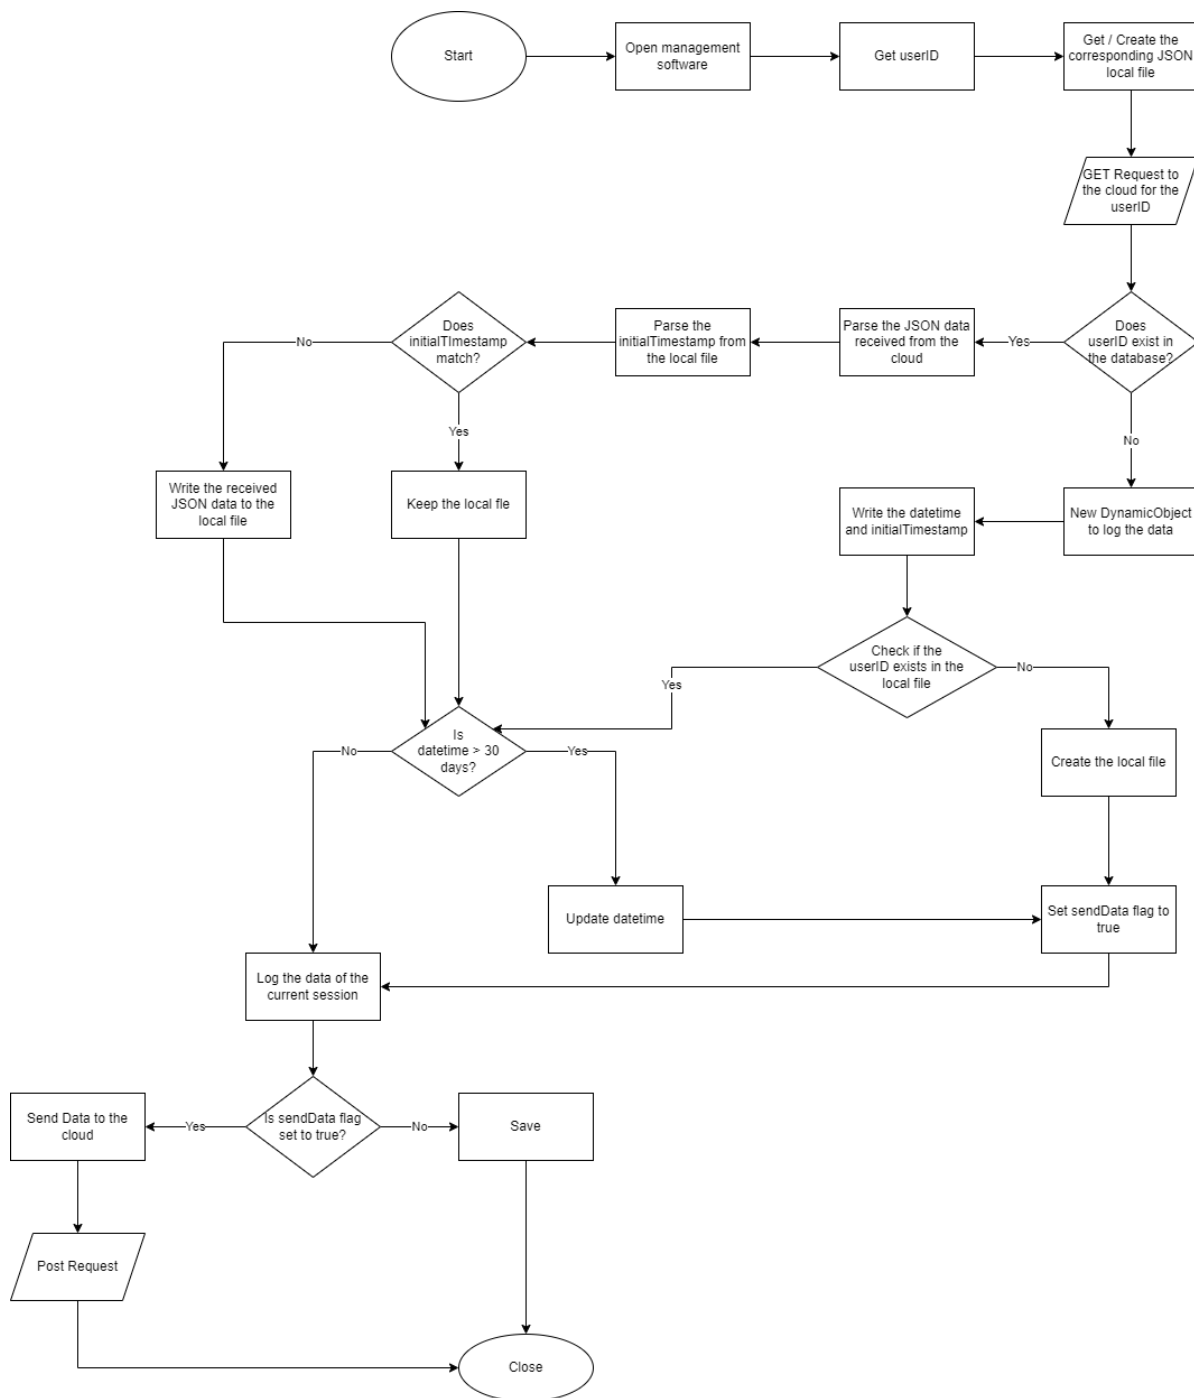 Start
Open management
software
Get userID
Get / Create the
corresponding JSON
local file
GET Request to
the cloud for the
userID
Does
userID exist in
the database?
Yes
Parse the JSON data
received from the
cloud
Parse the
initialTimestamp from
the local file
Does
initialTImestamp
match?
No
Yes
No
Write the received
JSON data to the
local file
Keep the local fle
Write the datetime
and initialTimestamp
New DynamicObject
to log the data
Check if the
userID exists in the
local file
Yes
No
Is
datetime > 30
days?
No
Yes
Create the local file
Update datetime
Set sendData flag to
true
Log the data of the
current session
Is sendData flag
set to true?
Yes
No
Send Data to the
cloud
Save
Post Request
Close